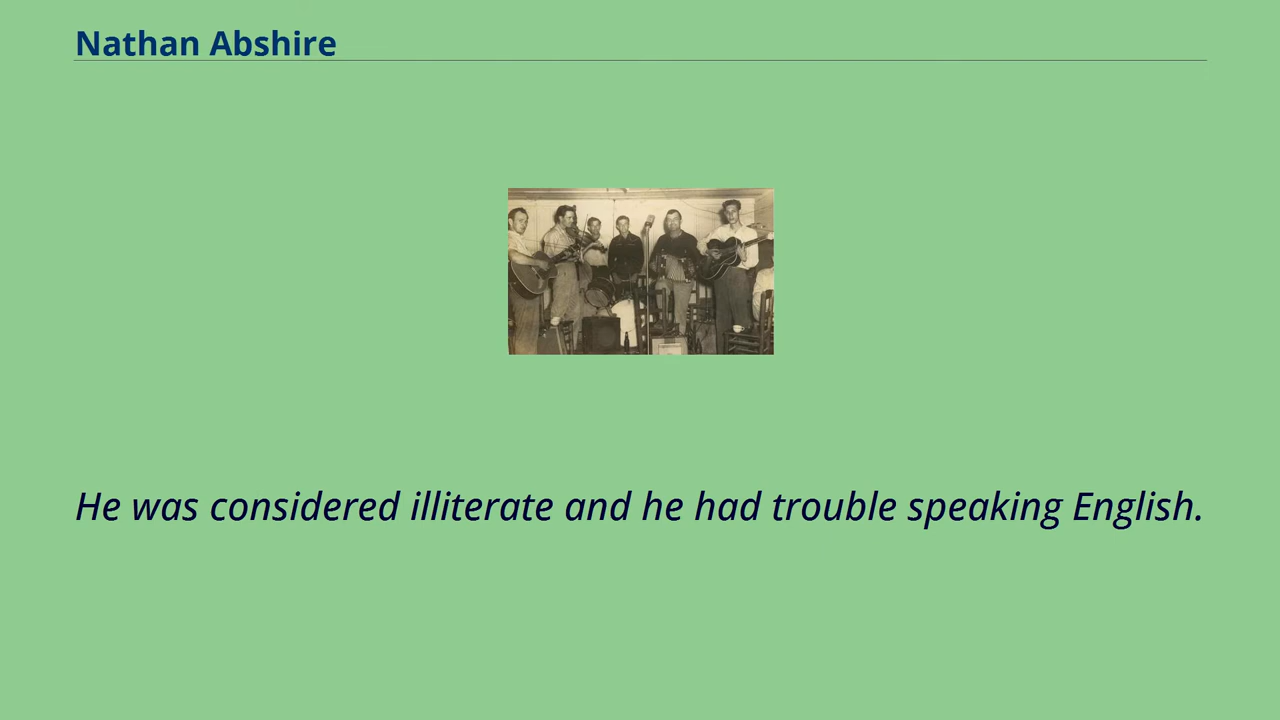 Nathan Abshire
He was considered illiterate and he had trouble speaking English.